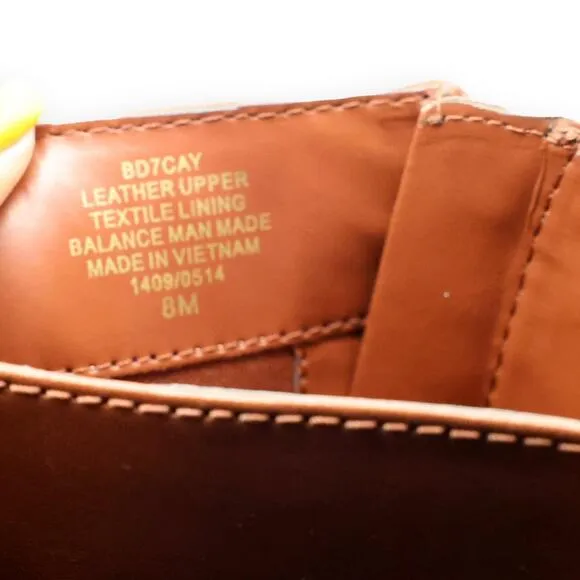 BD7CAY
LEATHER UPPER
TEXTILE LINING
BALANCE MAN MADE
MADE IN VIETNAM
1409/0514
8M